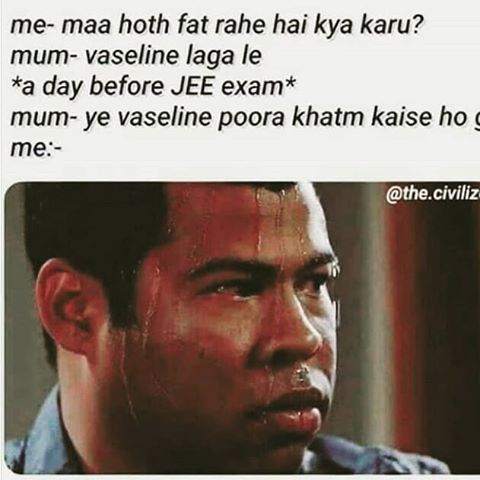 me- maa hoth fat rahe hai kya karu?
mum- vaseline laga le
*a day before JEE exam*
mum- ye vaseline poora khatm kaise ho
me:-
@the.civiliz